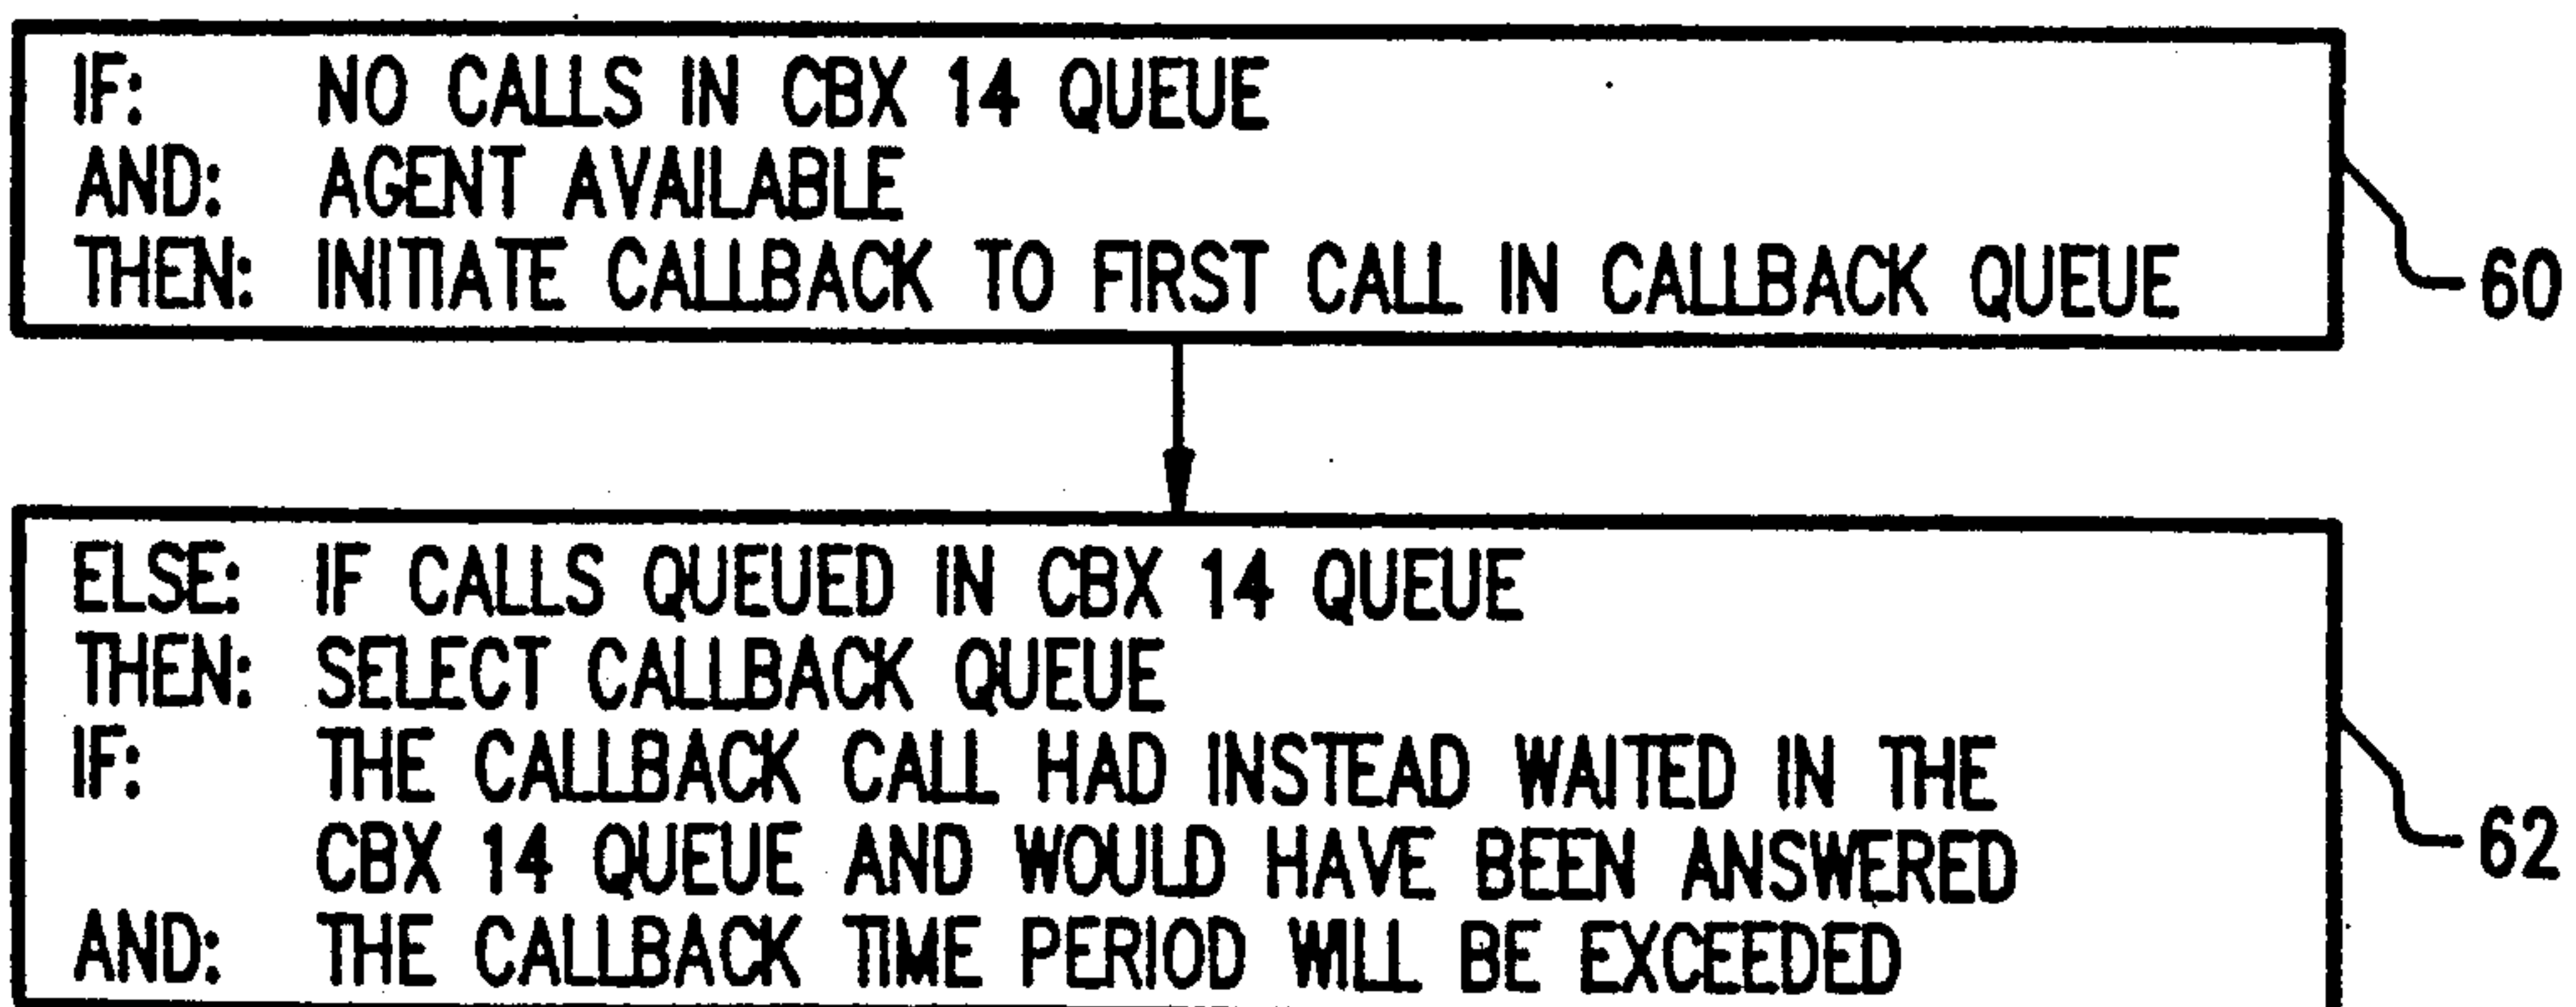 IF: NO CALLS IN CBX 14 QUEUE
AND: AGENT AVAILABLE
THEN: INITIATE CALLBACK TO FIRST CALL IN CALLBACK QUEUE
60
ELSE: IF CALLS QUEUED IN CBX 14 QUEUE
THEN: SELECT CALLBACK QUEUE
IF: THE CALLBACK CALL HAD INSTEAD WAITED IN THE
CBX 14 QUEUE AND WOULD HAVE BEEN ANSWERED
AND: THE CALLBACK TIME PERIOD WILL BE EXCEEDED
62